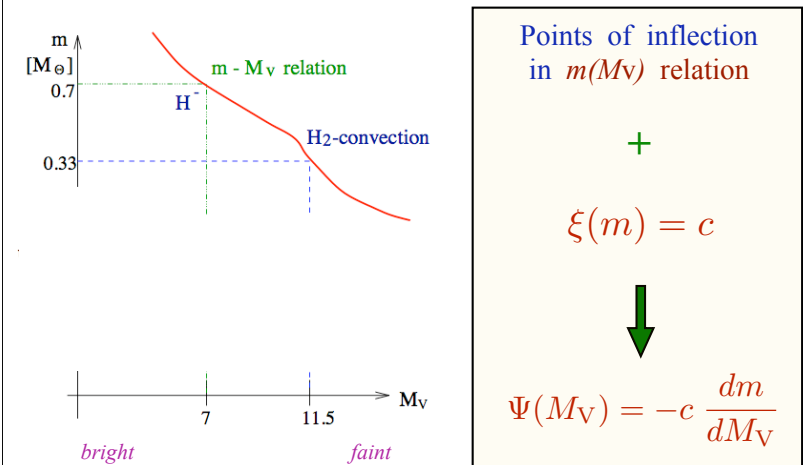 m
[M⊙]
0.7
m - Mv relation
H-
H2-convection
0.33
Mv
7
11.5
bright
faint
Points of inflection
in m(Mv) relation
+
ξ(m) = c
Ψ(MV) = −c dm/dMV